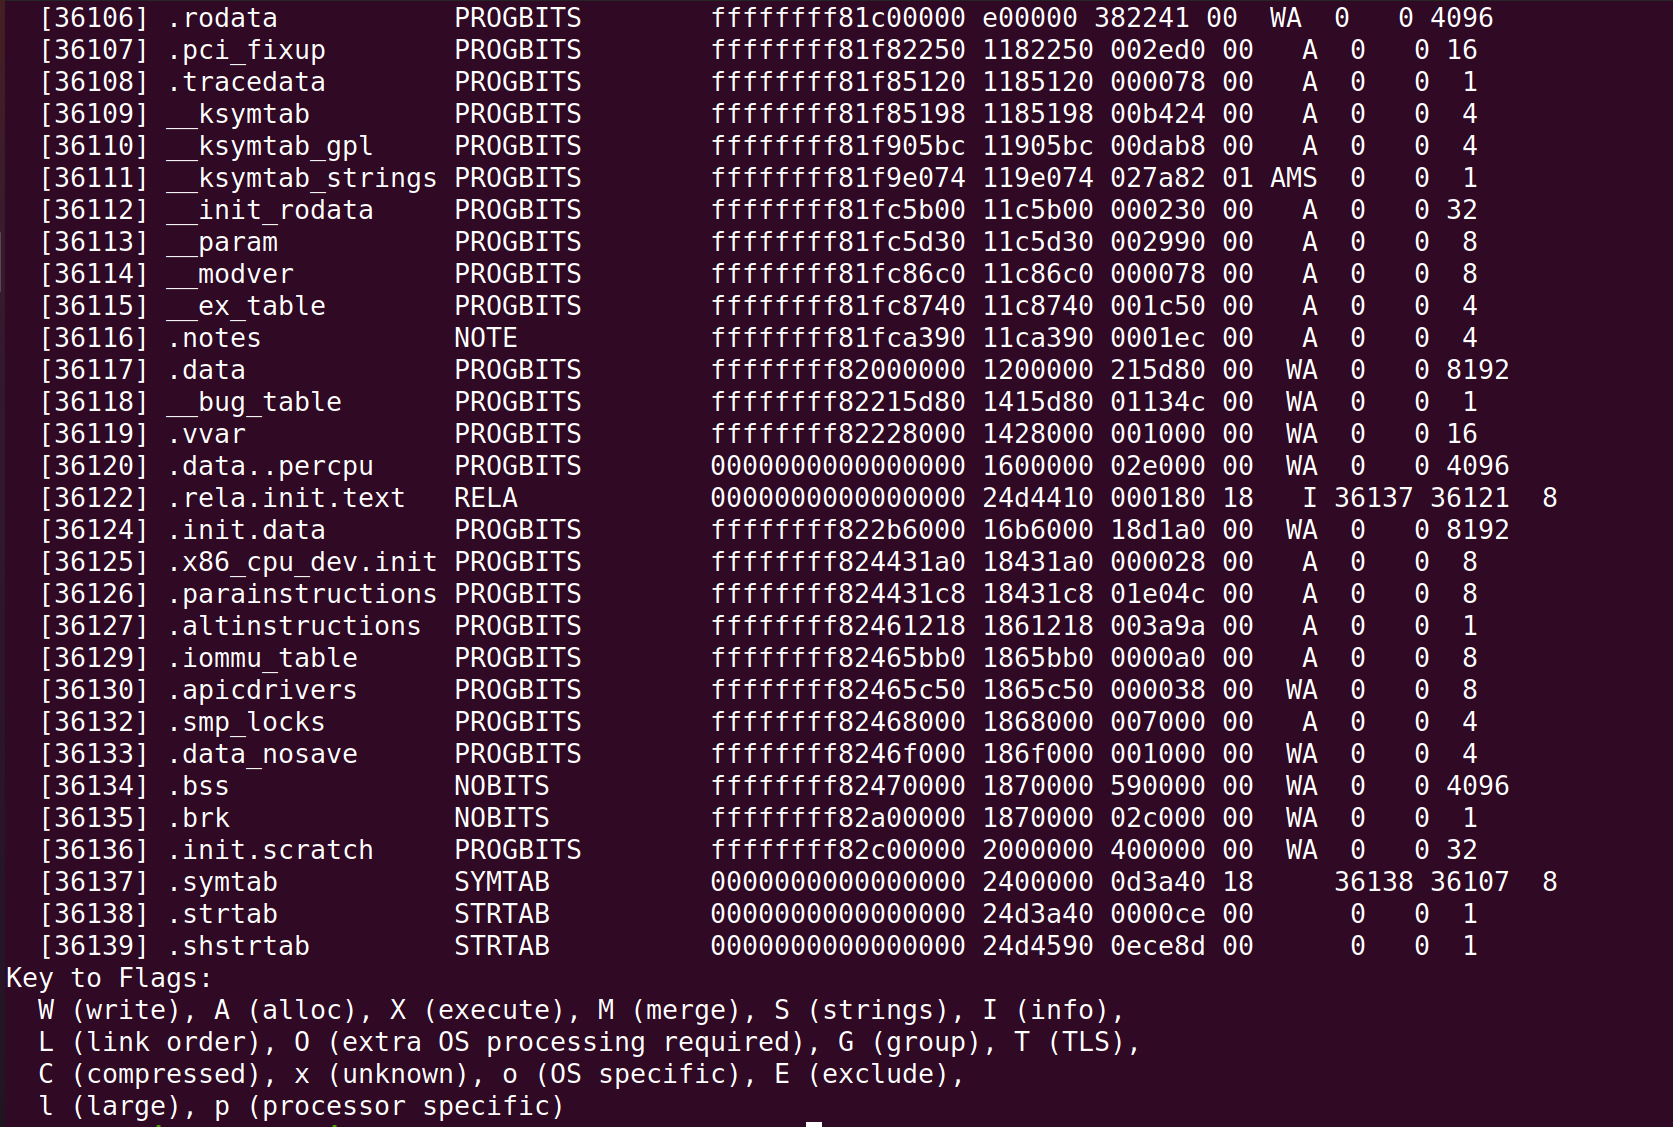 [36106] .rodata PROGBITS ffffffff81c00000 e00000 382241 00 WA 0 0 4096
[36107] .pci_fixup PROGBITS ffffffff81f82250 1182250 002ed0 00 A 0 0 16
[36108] .tracedata PROGBITS ffffffff81f85120 1185120 000078 00 A 0 0 1
[36109] __ksymtab PROGBITS ffffffff81f85198 1185198 00b424 00 A 0 0 4
[36110] __ksymtab_gpl PROGBITS ffffffff81f905bc 11905bc 00dab8 00 A 0 0 4
[36111] __ksymtab_strings PROGBITS ffffffff81f9e074 119e074 027a82 01 AMS 0 0 1
[36112] __init_rodata PROGBITS ffffffff81fc5b00 11c5b00 000230 00 A 0 0 32
[36113] __param PROGBITS ffffffff81fc5d30 11c5d30 002990 00 A 0 0 8
[36114] __modver PROGBITS ffffffff81fc86c0 11c86c0 000078 00 A 0 0 8
[36115] __ex_table PROGBITS ffffffff81fc8740 11c8740 001c50 00 A 0 0 4
[36116] .notes NOTE ffffffff81fca390 11ca390 0001ec 00 A 0 0 4
[36117] .data PROGBITS ffffffff82000000 1200000 215d80 00 WA 0 0 8192
[36118] __bug_table PROGBITS ffffffff82215d80 1415d80 01134c 00 WA 0 0 1
[36119] .vvar PROGBITS ffffffff82228000 1428000 001000 00 WA 0 0 16
[36120] .data..percpu PROGBITS 0000000000000000 1600000 02e000 00 WA 0 0 4096
[36122] .rela.init.text RELA 0000000000000000 24d4410 000180 18 I 36137 36121 8
[36124] .init.data PROGBITS ffffffff822b6000 16b6000 18d1a0 00 WA 0 0 8192
[36125] .x86_cpu_dev.init PROGBITS ffffffff824431a0 18431a0 000028 00 A 0 0 8
[36126] .parainstructions PROGBITS ffffffff824431c8 18431c8 01e04c 00 A 0 0 8
[36127] .altinstructions PROGBITS ffffffff82461218 1861218 003a9a 00 A 0 0 1
[36129] .iommu_table PROGBITS ffffffff82465bb0 1865bb0 0000a0 00 A 0 0 8
[36130] .apicdrivers PROGBITS ffffffff82465c50 1865c50 000038 00 WA 0 0 8
[36132] .smp_locks PROGBITS ffffffff82468000 1868000 007000 00 A 0 0 4
[36133] .data_nosave PROGBITS ffffffff8246f000 186f000 001000 00 WA 0 0 4
[36134] .bss NOBITS ffffffff82470000 1870000 590000 00 WA 0 0 4096
[36135] .brk NOBITS ffffffff82a00000 1870000 02c000 00 WA 0 0 1
[36136] .init.scratch PROGBITS ffffffff82c00000 2000000 400000 00 WA 0 0 32
[36137] .symtab SYMTAB 0000000000000000 2400000 0d3a40 18 36138 36107 8
[36138] .strtab STRTAB 0000000000000000 24d3a40 0000ce 00 0 0 1
[36139] .shstrtab STRTAB 0000000000000000 24d4590 0ece8d 00 0 0 1
Key to Flags:
W (write), A (alloc), X (execute), M (merge), S (strings), I (info),
L (link order), O (extra OS processing required), G (group), T (TLS),
C (compressed), x (unknown), o (OS specific), E (exclude),
l (large), p (processor specific)